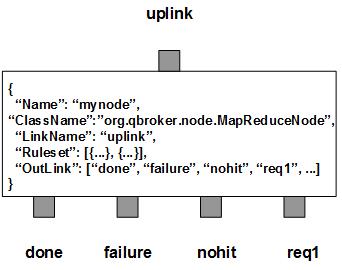 uplink
{
“Name”: “mynode”,
“ClassName”:”org.qbroker.node.MapReduceNode”,
“LinkName”: “uplink”,
“Ruleset”: [{...}, {...}],
“OutLink”: [“done”, “failure”, “nohit”, “req1”, ...]
}
done failure nohit req1